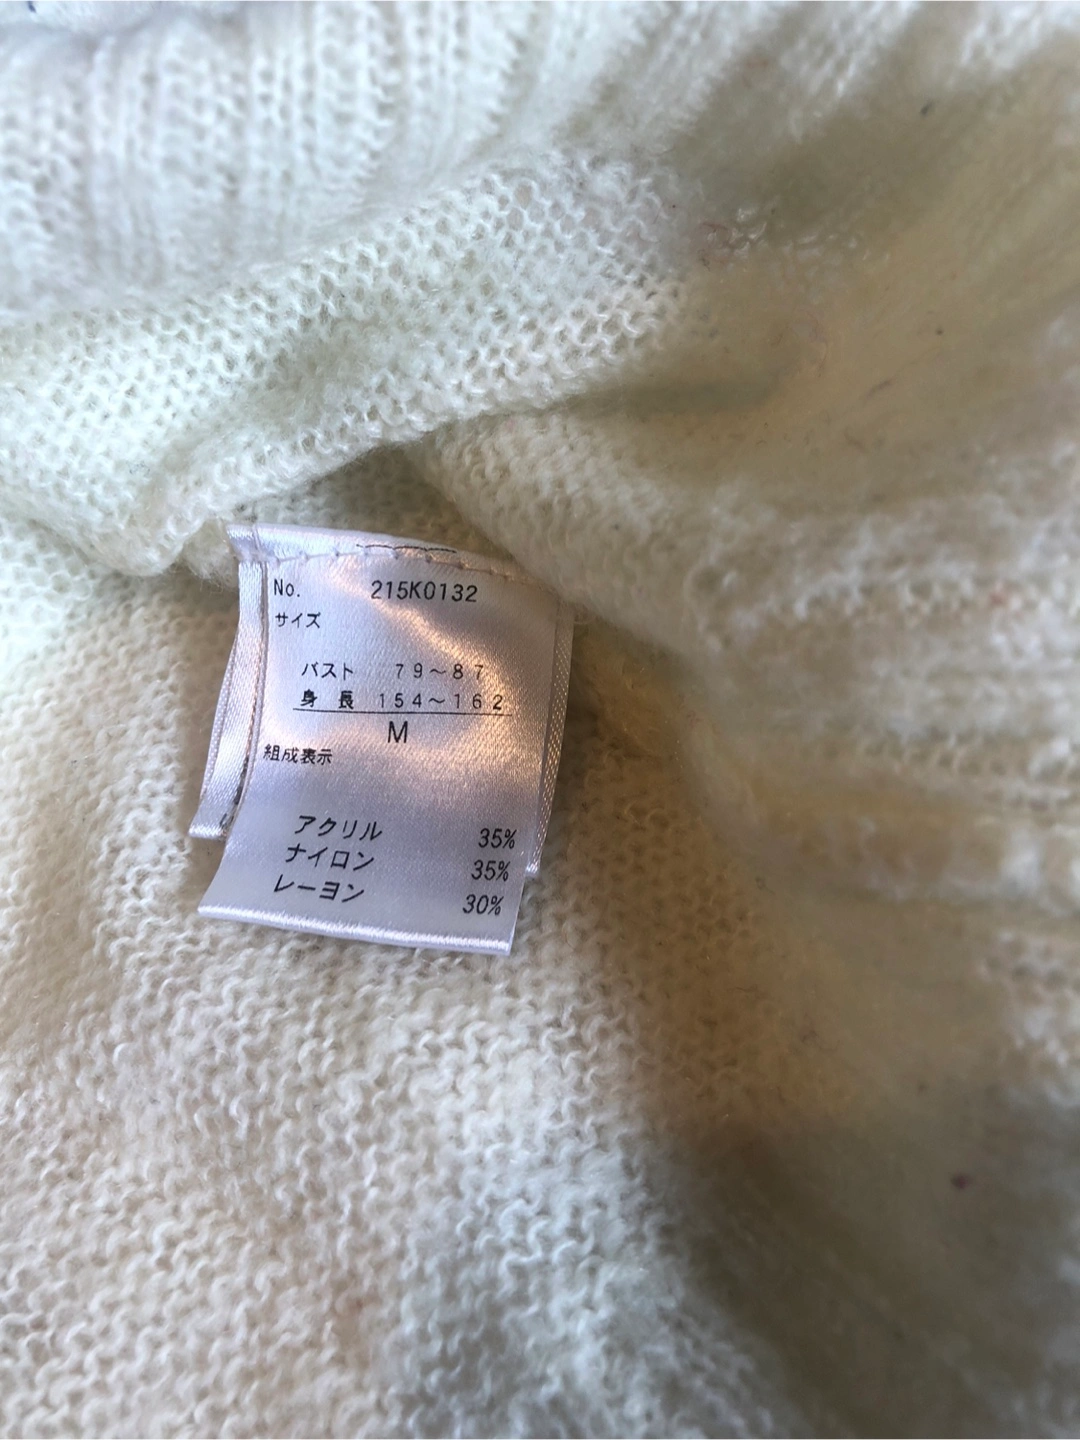 No. 215K0132
サイズ
バスト 79～87
身長 154～162
M
組成表示
アクリル 35%
ナイロン 35%
レーヨン 30%